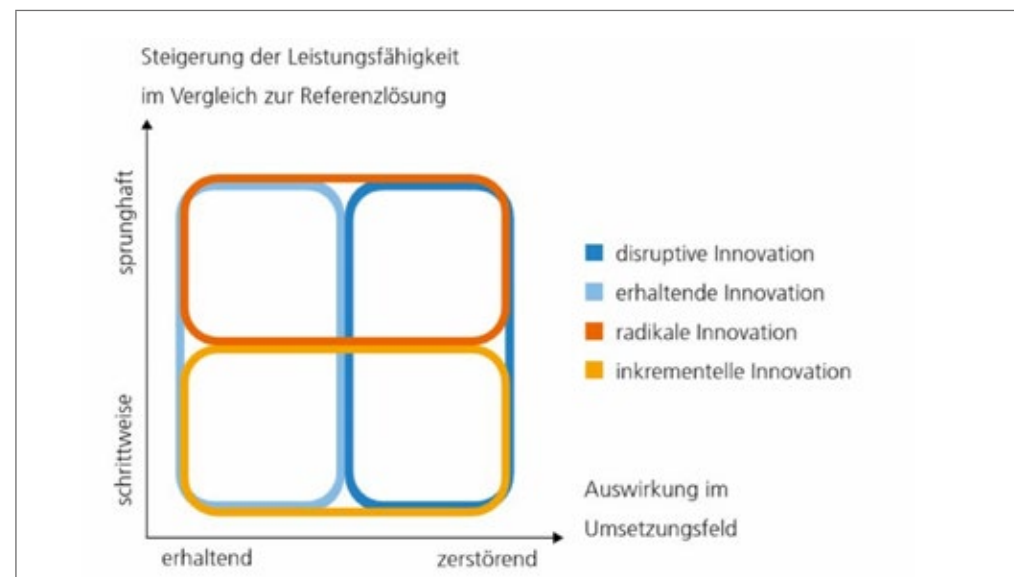 Steigerung der Leistungsfähigkeit
im Vergleich zur Referenzlösung
sprunghaft
schrittweise
disruptive Innovation
erhaltende Innovation
radikale Innovation
inkrementelle Innovation
Auswirkung im
Umsetzungsfeld
erhaltend
zerstörend